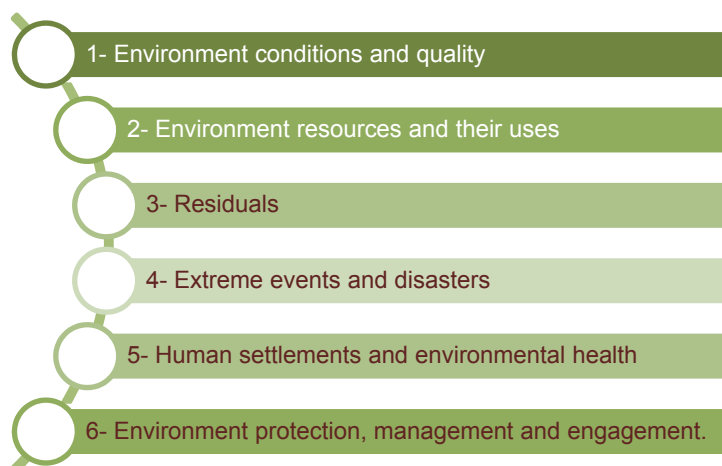 1- Environment conditions and quality
2- Environment resources and their uses
3- Residuals
4- Extreme events and disasters
5- Human settlements and environmental health
6- Environment protection, management and engagement.